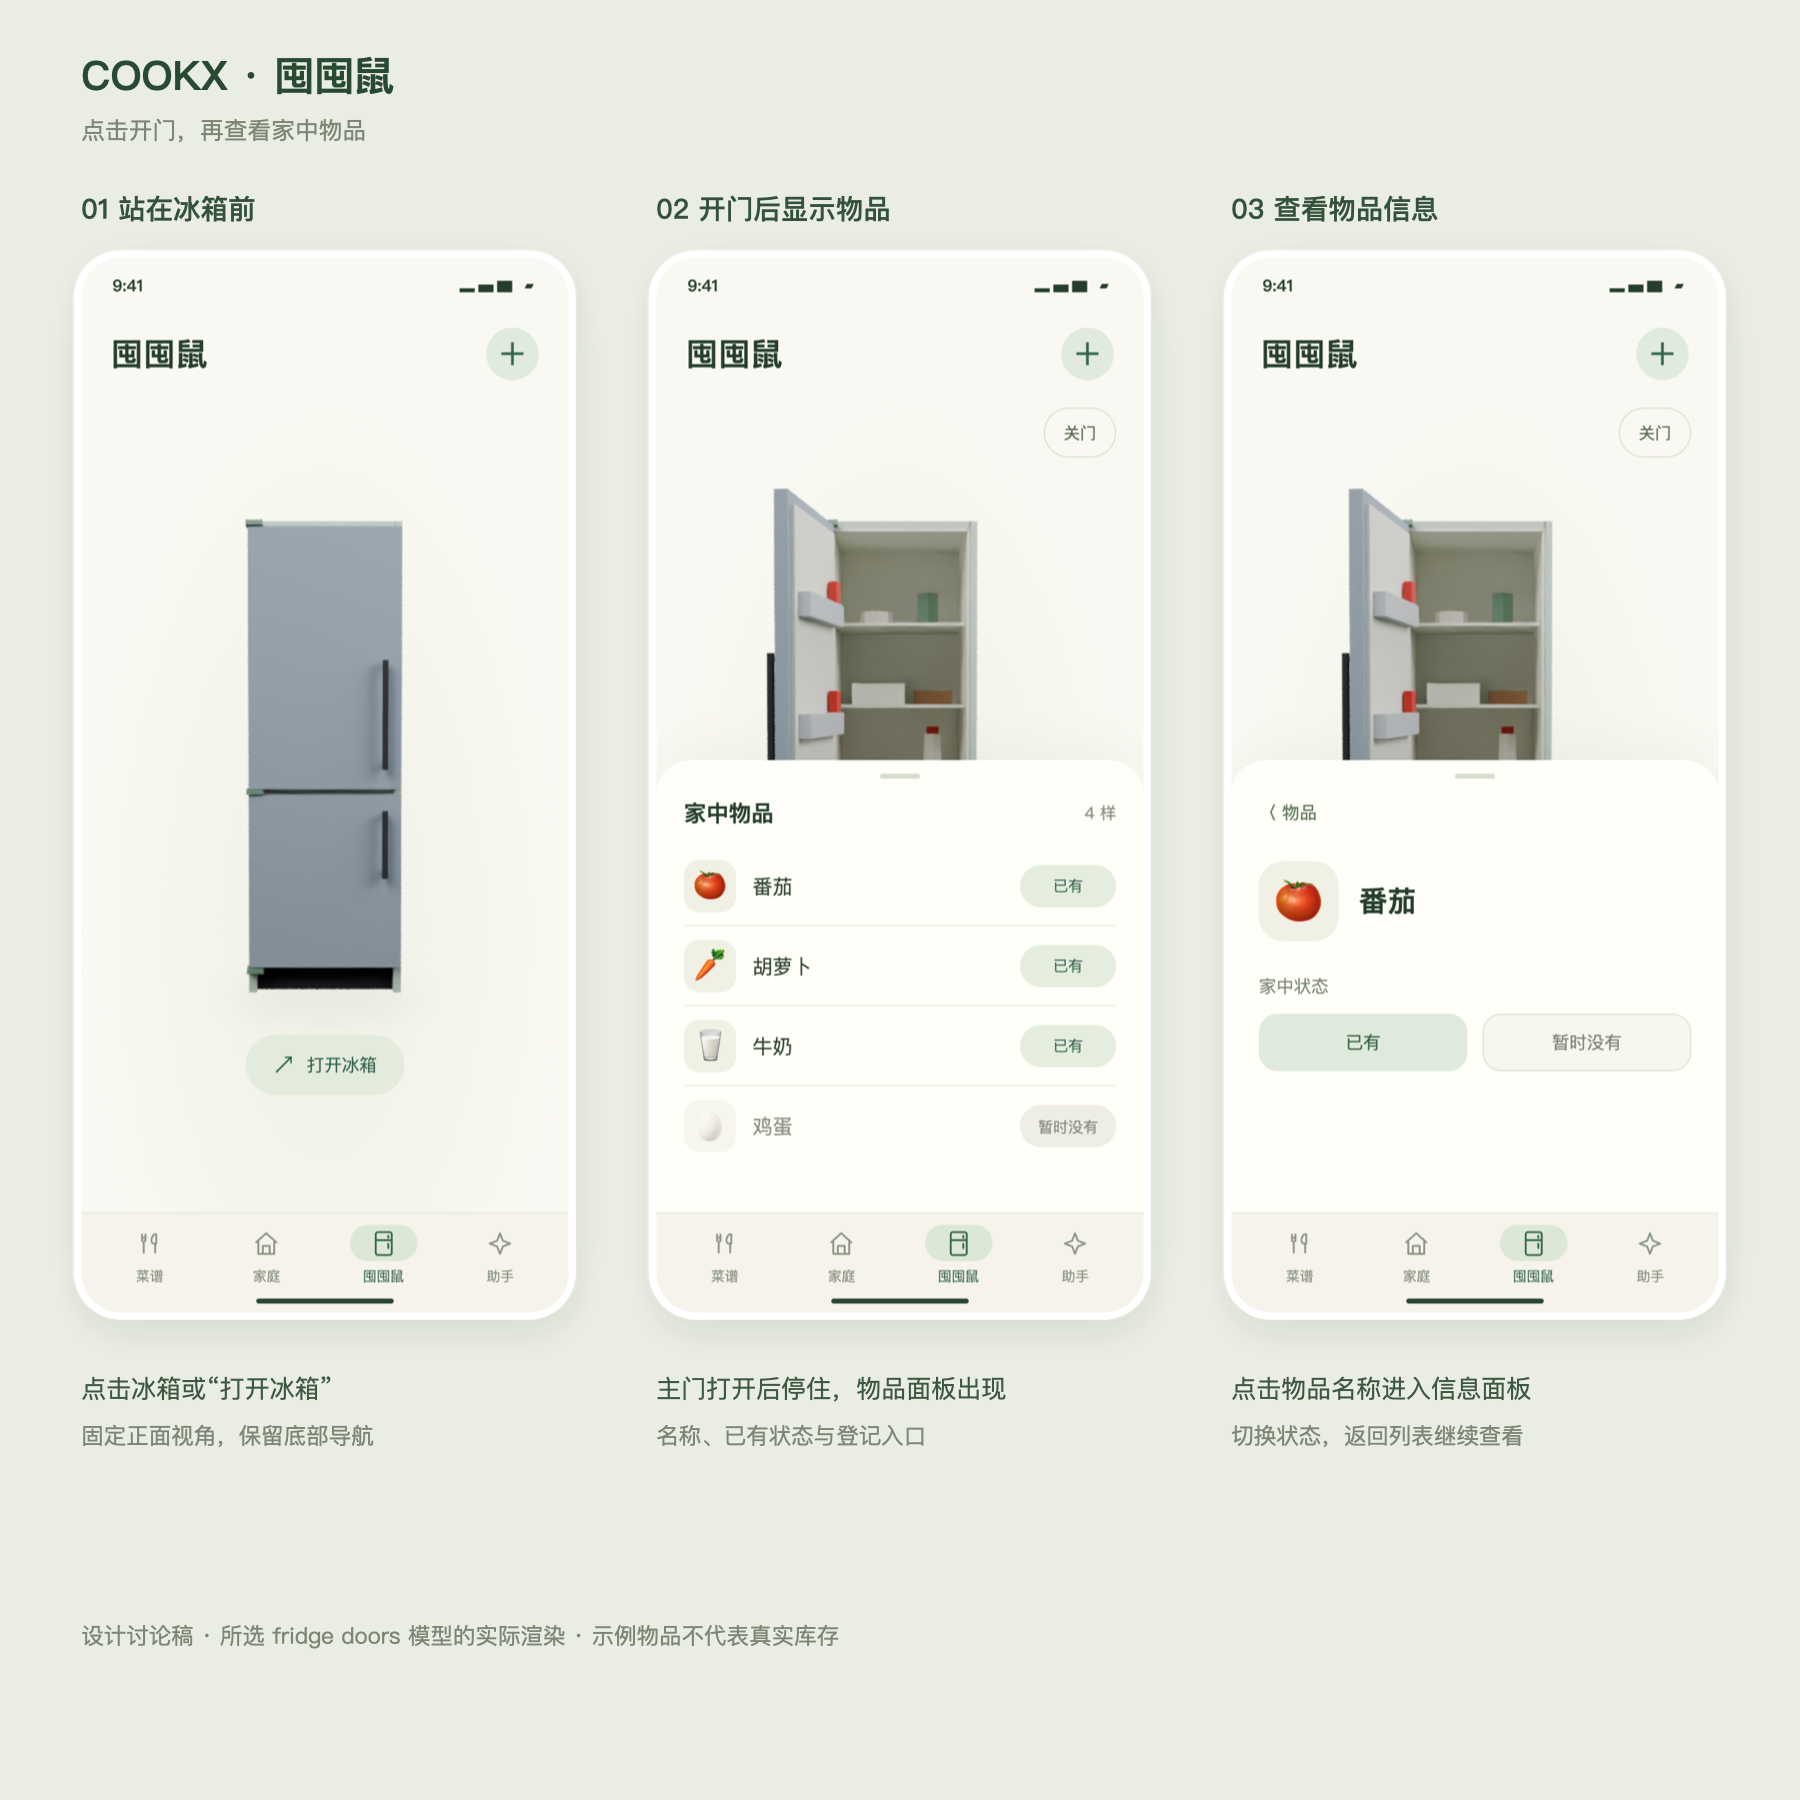 COOKX · 囤囤鼠
点击开门，再查看家中物品
01 站在冰箱前
9:41
囤囤鼠
打开冰箱
菜谱
家庭
囤囤鼠
助手
点击冰箱或“打开冰箱”
固定正面视角，保留底部导航
02 开门后显示物品
9:41
囤囤鼠
关门
家中物品
4 样
番茄
已有
胡萝卜
已有
牛奶
已有
鸡蛋
暂时没有
菜谱
家庭
囤囤鼠
助手
主门打开后停住，物品面板出现
名称、已有状态与登记入口
03 查看物品信息
9:41
囤囤鼠
关门
〈 物品
番茄
家中状态
已有
暂时没有
菜谱
家庭
囤囤鼠
助手
点击物品名称进入信息面板
切换状态，返回列表继续查看
设计讨论稿 · 所选 fridge doors 模型的实际渲染 · 示例物品不代表真实库存